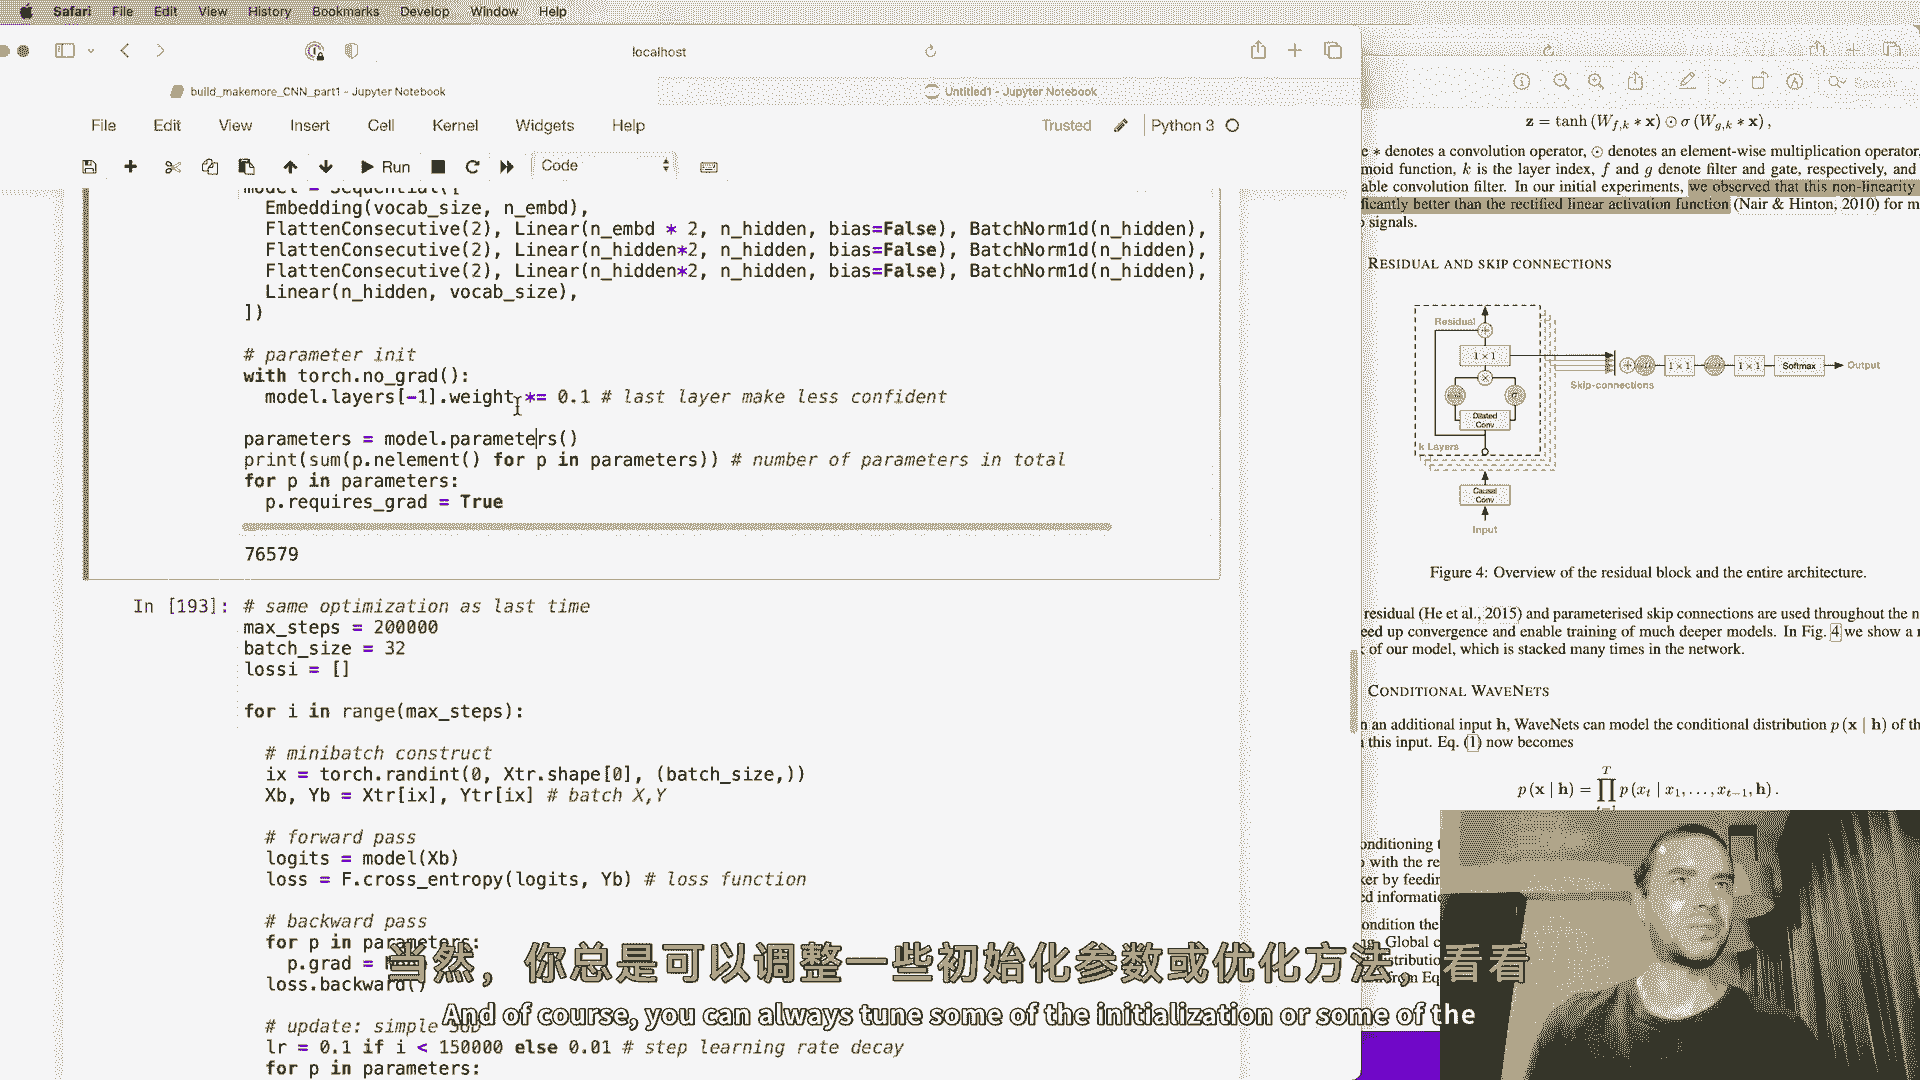 Safari File Edit View History Bookmarks Develop Window Help
localhost
build_makemore_CNN_part1 - Jupyter Notebook
Untitled1 - Jupyter Notebook
File Edit View Insert Cell Kernel Widgets Help
Trusted
Python 3
Run
Code
model = Sequential([
Embedding(vocab_size, n_embd),
FlattenConsecutive(2), Linear(n_embd * 2, n_hidden, bias=False), BatchNorm1d(n_hidden),
FlattenConsecutive(2), Linear(n_hidden*2, n_hidden, bias=False), BatchNorm1d(n_hidden),
FlattenConsecutive(2), Linear(n_hidden*2, n_hidden, bias=False), BatchNorm1d(n_hidden),
Linear(n_hidden, vocab_size),
])
# parameter init
with torch.no_grad():
model.layers[-1].weight *= 0.1 # last layer make less confident
parameters = model.parameters()
print(sum(p.nelement() for p in parameters)) # number of parameters in total
for p in parameters:
p.requires_grad = True
76579
In [193]:
# same optimization as last time
max_steps = 200000
batch_size = 32
lossi = []
for i in range(max_steps):
# minibatch construct
ix = torch.randint(0, Xtr.shape[0], (batch_size,))
Xb, Yb = Xtr[ix], Ytr[ix] # batch X,Y
# forward pass
logits = model(Xb)
loss = F.cross_entropy(logits, Yb) # loss function
# backward pass
for p in parameters:
p.grad =
loss.backward()
# update: simple SGD
lr = 0.1 if i < 150000 else 0.01 # step learning rate decay
for p in parameters:
Search
z = tanh (W_{f,k} * x) ⊙ σ (W_{g,k} * x) ,
* denotes a convolution operator, ⊙ denotes an element-wise multiplication operator,
moid function, k is the layer index, f and g denote filter and gate, respectively, and
able convolution filter. In our initial experiments, we observed that this non-linearity
ficantly better than the rectified linear activation function (Nair & Hinton, 2010) for m
signals.
RESIDUAL AND SKIP CONNECTIONS
Residual
+
1 × 1
×
σ
Dilated
Conv
k Layers
Causal
Conv
Input
Skip-connections
+
1 × 1
1 × 1
Softmax
Output
Figure 4: Overview of the residual block and the entire architecture.
residual (He et al., 2015) and parameterised skip connections are used throughout the n
eed up convergence and enable training of much deeper models. In Fig. 4 we show a
of our model, which is stacked many times in the network.
CONDITIONAL WAVENETS
n an additional input h, WaveNets can model the conditional distribution p (x | h) of th
this input. Eq. (1) now becomes
p (x | h) = ∏ p (x_t | x_1, . . . , x_{t−1}, h) .
T
t=1
onditioning
with the re
ker by feedin
ed informatic
ondition the
Global c
istributio
rom Eq
当然，你总是可以调整一些初始化参数或优化方法，看看
And of course, you can always tune some of the initialization or some of the